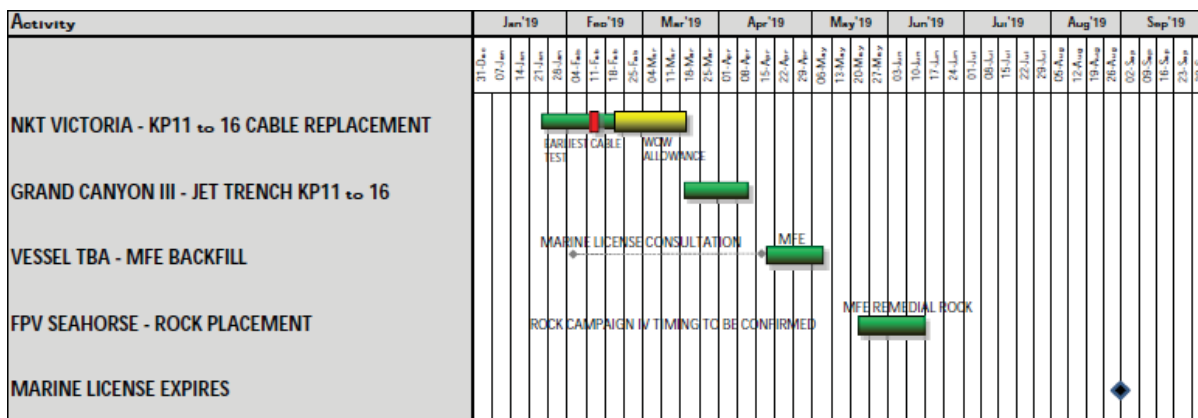 Activity
Jan'19 Feb'19 Mar'19 Apr'19 May'19 Jun'19 Jul'19 Aug'19 Sep'19
31-Dec 07-Jan 14-Jan 21-Jan 28-Jan 04-Feb 11-Feb 18-Feb 25-Feb 04-Mar 11-Mar 18-Mar 25-Mar 01-Apr 08-Apr 15-Apr 22-Apr 29-Apr 06-May 13-May 20-May 27-May 03-Jun 10-Jun 17-Jun 24-Jun 01-Jul 08-Jul 15-Jul 22-Jul 29-Jul 05-Aug 12-Aug 19-Aug 26-Aug 02-Sep 09-Sep 16-Sep 23-Sep
NKT VICTORIA - KP11 to 16 CABLE REPLACEMENT
EARLIEST CABLE
TEST
WOW
ALLOWANCE
GRAND CANYON III - JET TRENCH KP11 to 16
MARINE LICENSE CONSULTATION
MFE
VESSEL TBA - MFE BACKFILL
MFE REMEDIAL ROCK
FPV SEAHORSE - ROCK PLACEMENT
ROCK CAMPAIGN IV TIMING TO BE CONFIRMED
MARINE LICENSE EXPIRES